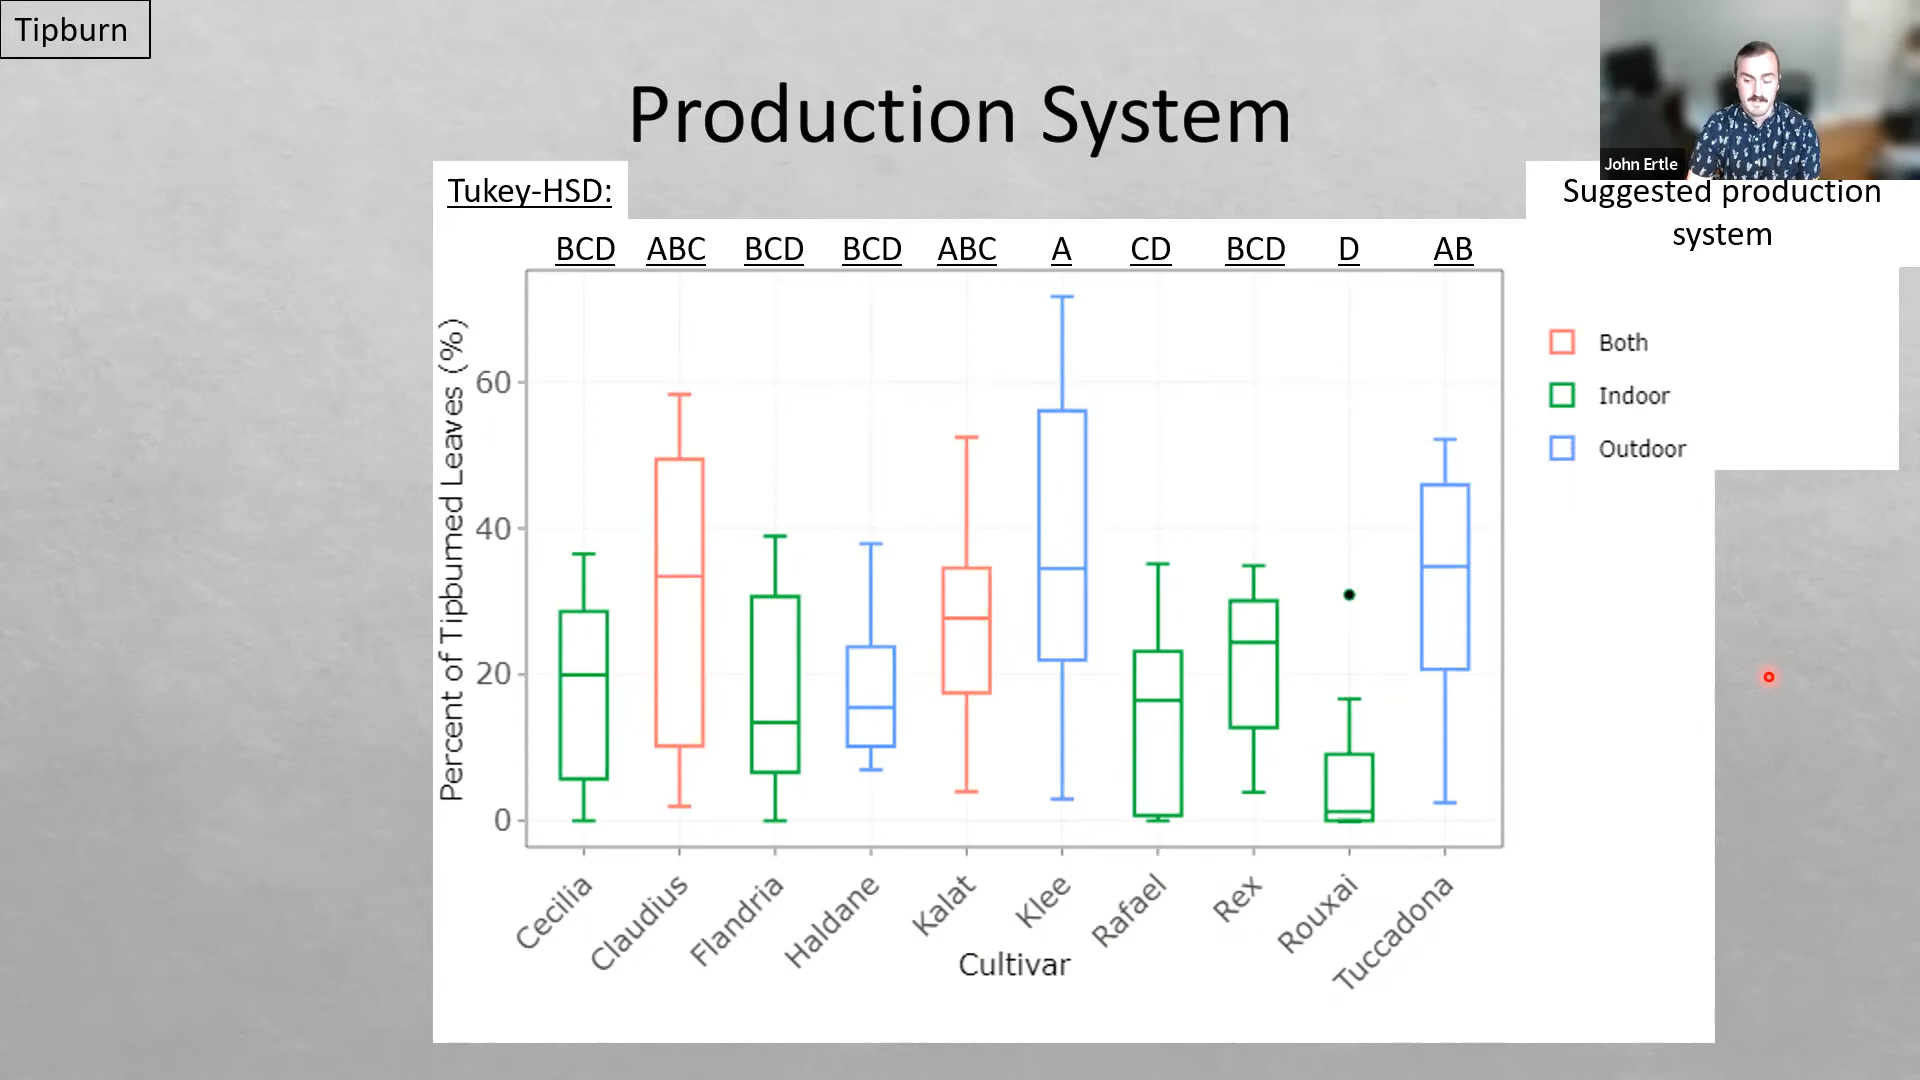 Tipburn
Production System
John Ertle
Tukey-HSD:
Suggested production
system
BCD ABC BCD BCD ABC A CD BCD D AB
Percent of Tipburned Leaves (%)
60
40
20
0
Both
Indoor
Outdoor
Cecilia
Claudius
Flandria
Haldane
Kalat
Klee
Rafael
Rex
Rouxai
Tuccadona
Cultivar